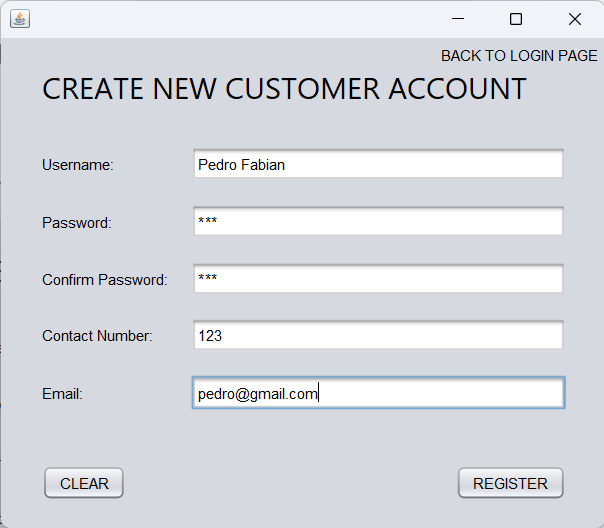 BACK TO LOGIN PAGE
CREATE NEW CUSTOMER ACCOUNT
Username: Pedro Fabian
Password: ***
Confirm Password: ***
Contact Number: 123
Email: pedro@gmail.com
CLEAR REGISTER